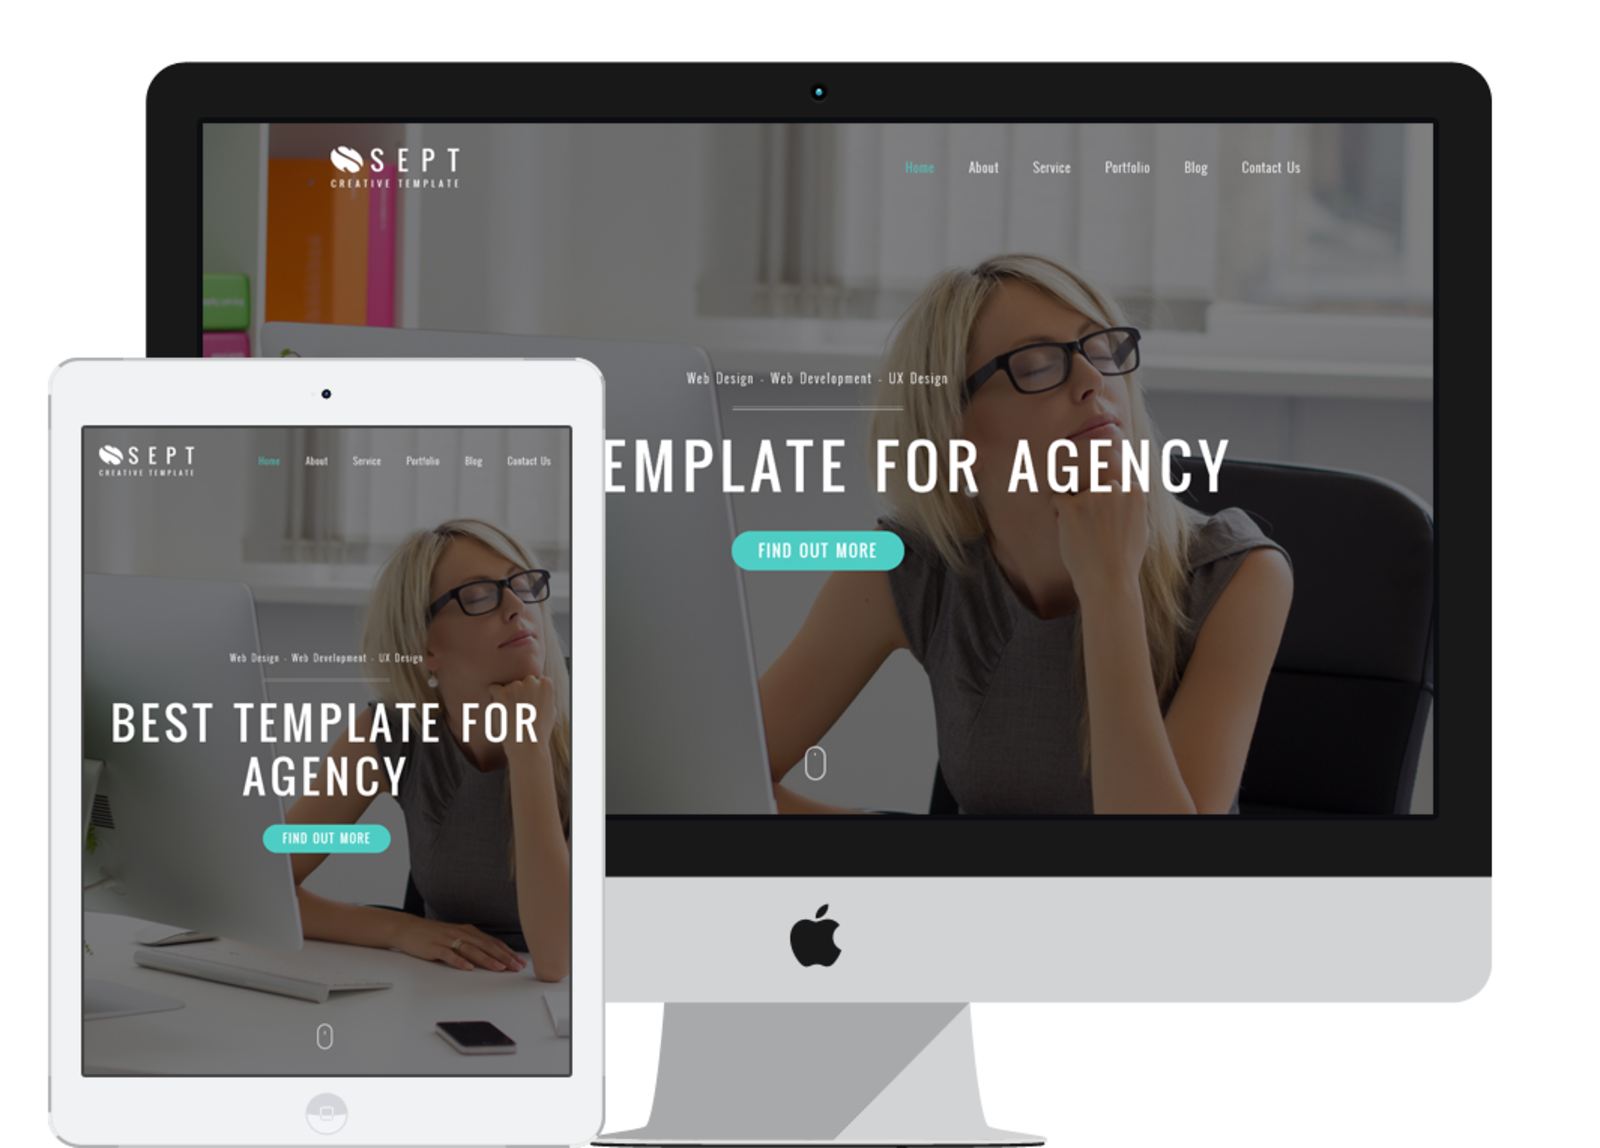 SEPT
CREATIVE TEMPLATE
Home About Service Portfolio Blog Contact Us
Web Design - Web Development - UX Design
EMPLATE FOR AGENCY
FIND OUT MORE
SEPT
CREATIVE TEMPLATE
Home About Service Portfolio Blog Contact Us
Web Design - Web Development - UX Design
BEST TEMPLATE FOR
AGENCY
FIND OUT MORE